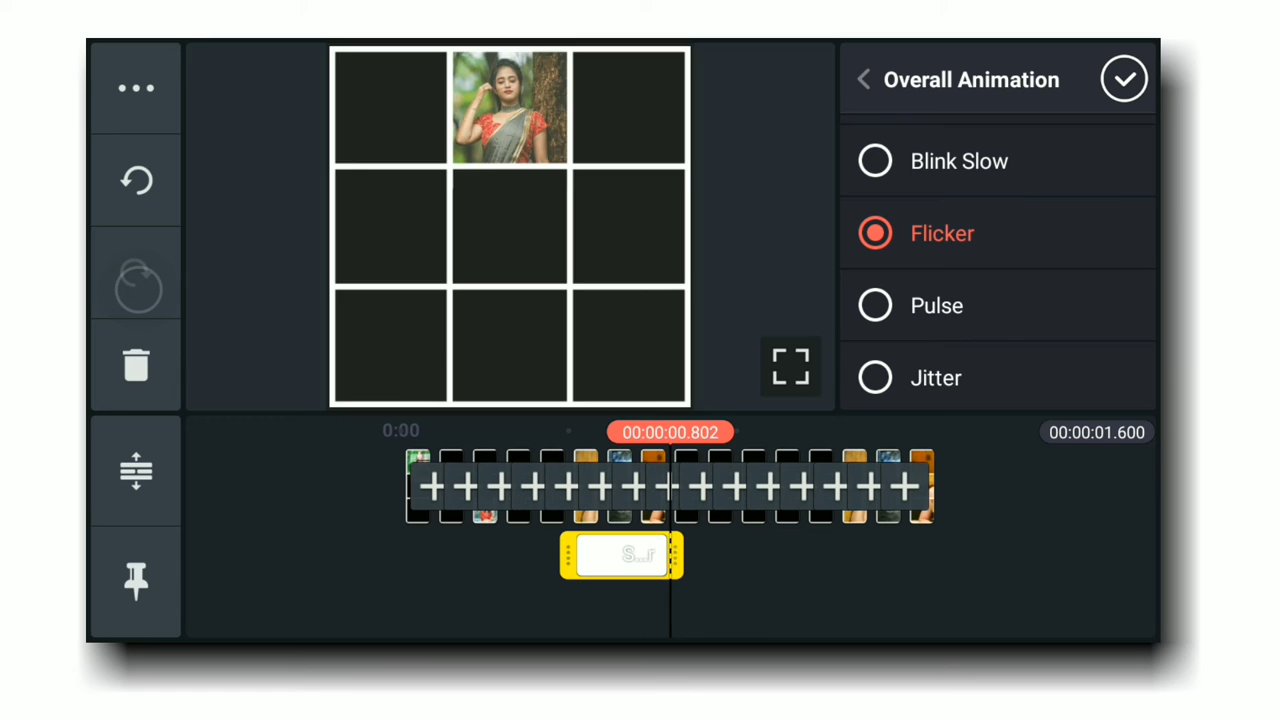 Overall Animation
Blink Slow
Flicker
Pulse
Jitter
0:00
00:00:00.802
00:00:01.600
S...r